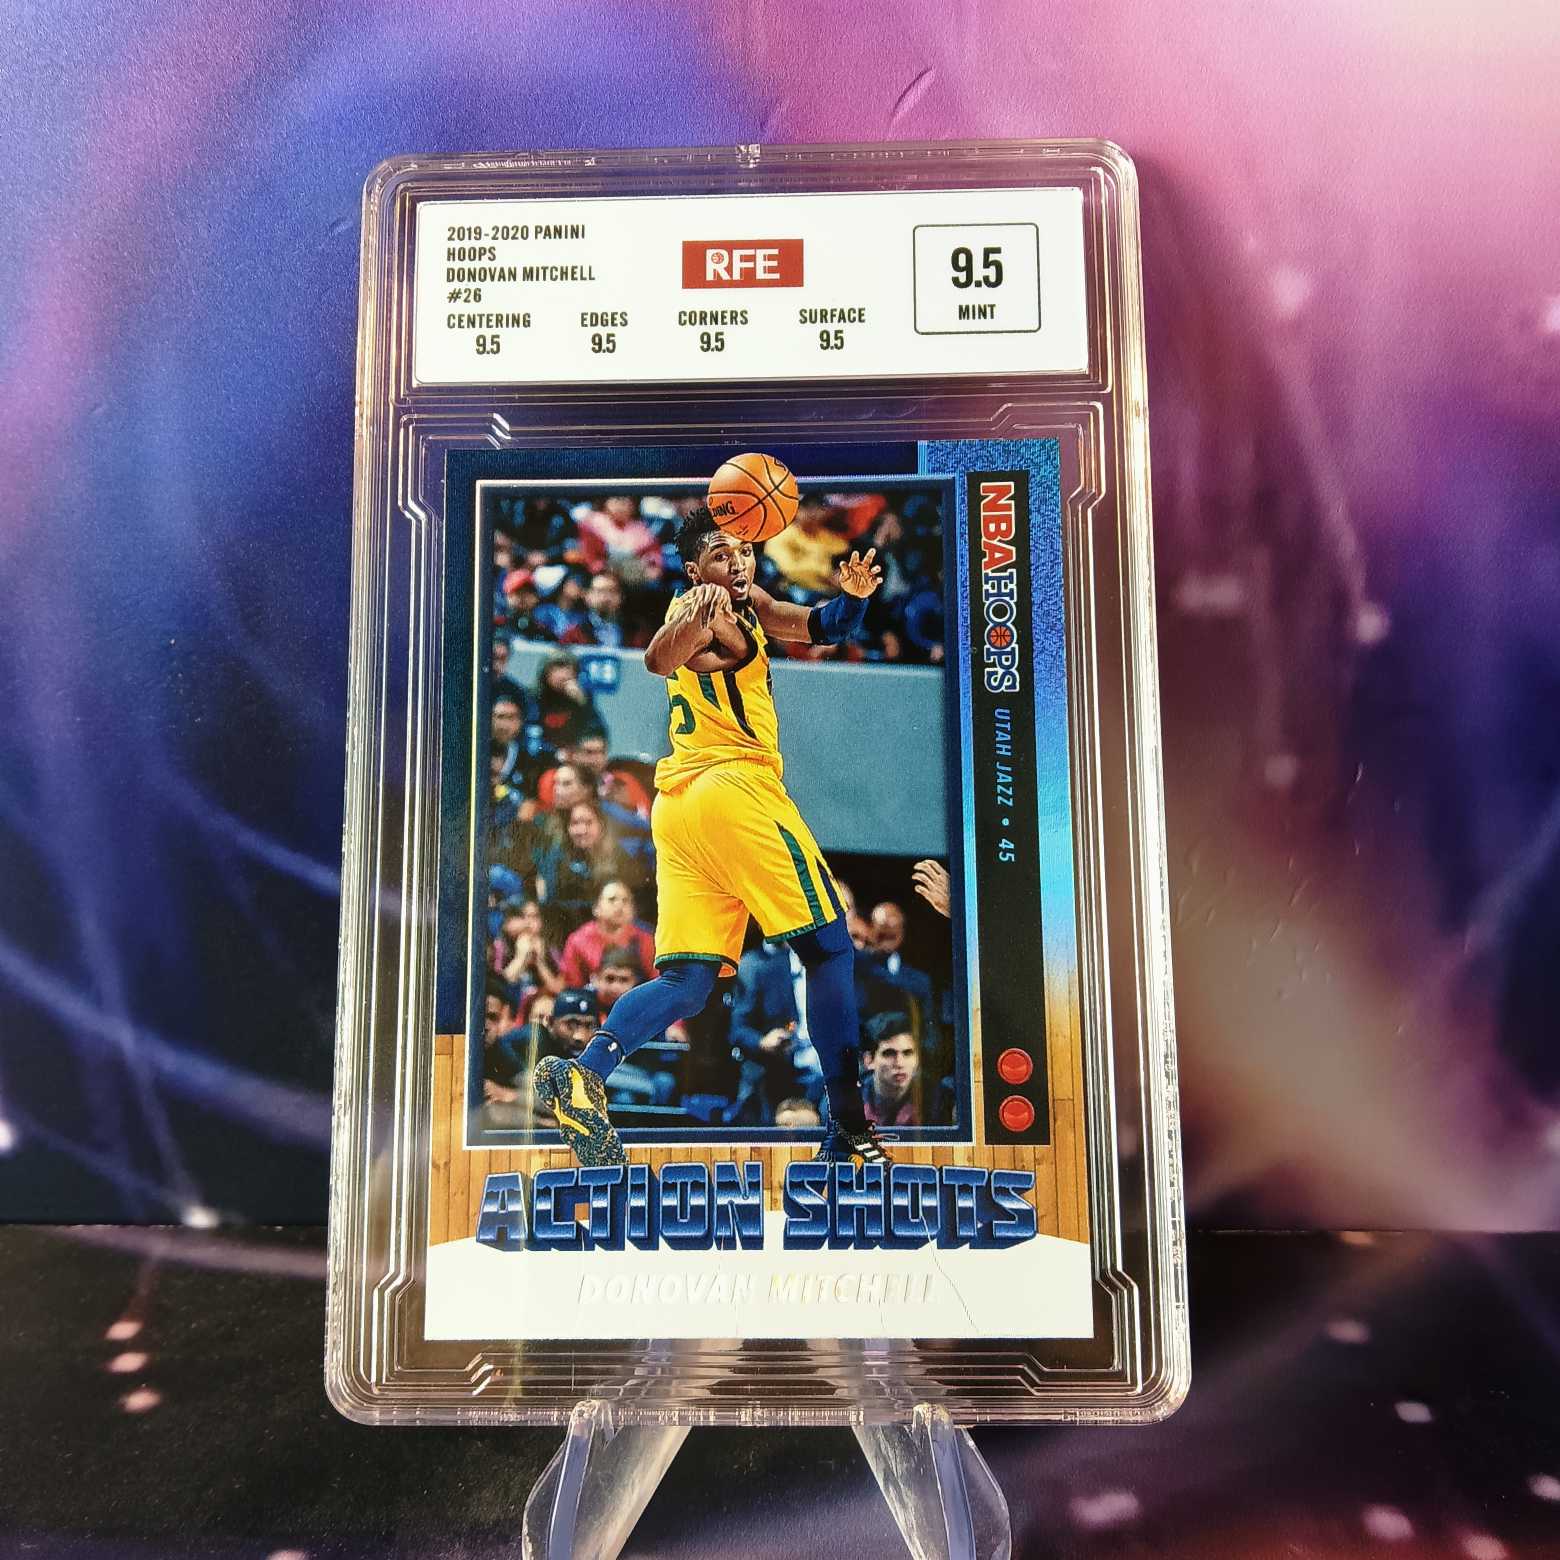 2019-2020 PANINI
HOOPS
DONOVAN MITCHELL
#26
RFE
9.5
MINT
CENTERING EDGES CORNERS SURFACE
9.5 9.5 9.5 9.5
NBA HOOPS UTAH JAZZ • 45
ACTION SHOTS
DONOVAN MITCHELL